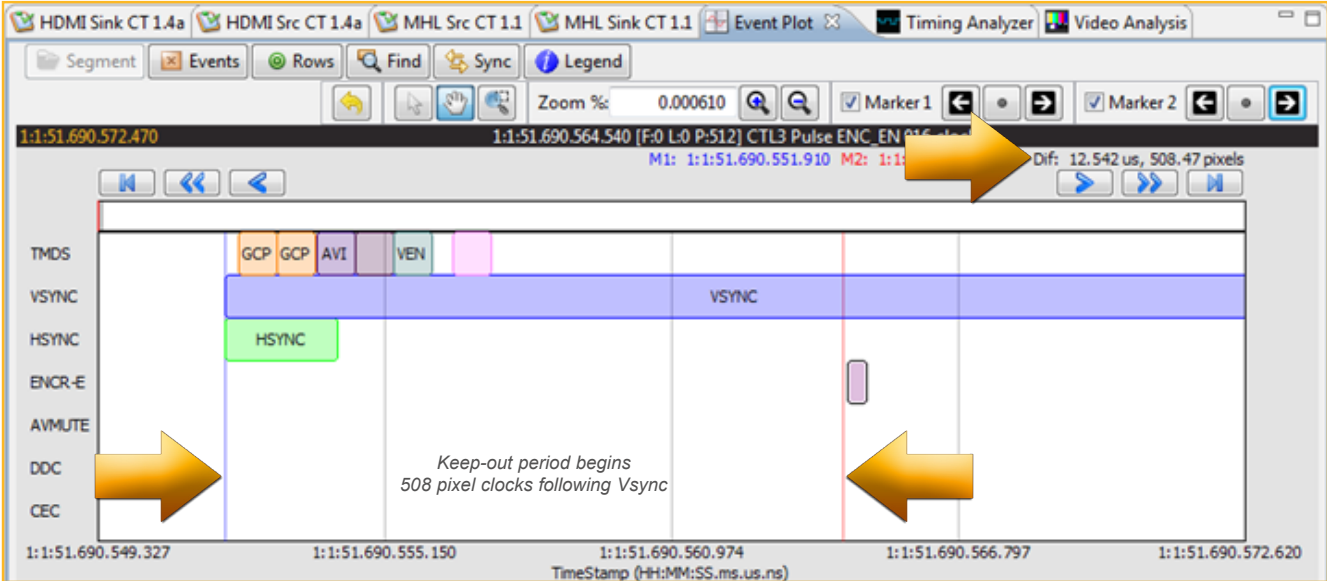 HDMI Sink CT 1.4a HDMI Src CT 1.4a MHL Src CT 1.1 MHL Sink CT 1.1 Event Plot Timing Analyzer Video Analysis
Segment Events Rows Find Sync Legend
Zoom %: 0.000610 Marker 1 Marker 2
1:1:51.690.572.470 1:1:51.690.564.540 [F:0 L:0 P:512] CTL3 Pulse ENC_EN
M1: 1:1:51.690.551.910 M2: 1:1: Dif: 12.542 us, 508.47 pixels
TMDS GCP GCP AVI VEN
VSYNC VSYNC
HSYNC HSYNC
ENCR-E
AVMUTE
DDC
CEC
Keep-out period begins
508 pixel clocks following Vsync
1:1:51.690.549.327 1:1:51.690.555.150 1:1:51.690.560.974 1:1:51.690.566.797 1:1:51.690.572.620
TimeStamp (HH:MM:SS.ms.us.ns)